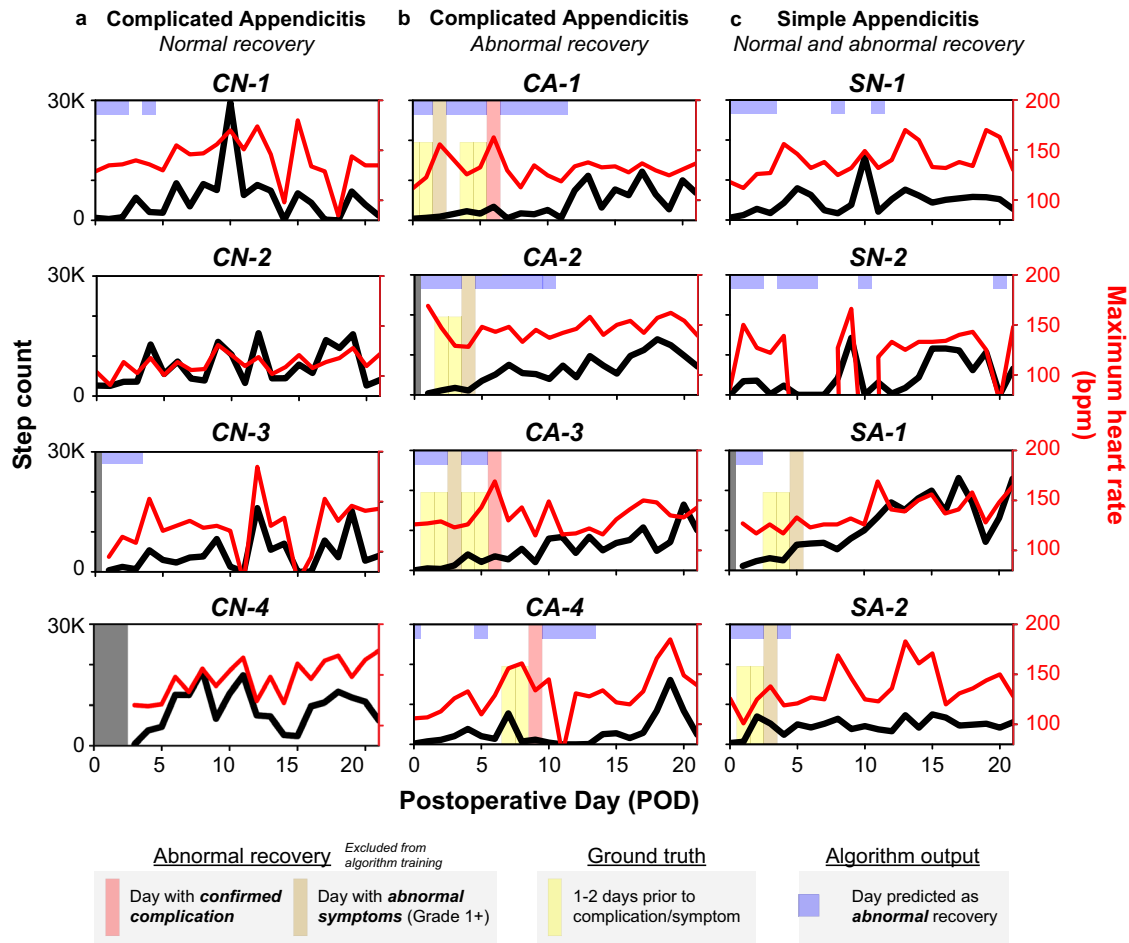 a Complicated Appendicitis
Normal recovery
b Complicated Appendicitis
Abnormal recovery
c Simple Appendicitis
Normal and abnormal recovery
CN-1
CA-1
SN-1
30K
0
200
150
100
CN-2
CA-2
SN-2
30K
0
200
150
100
CN-3
CA-3
SA-1
30K
0
200
150
100
CN-4
CA-4
SA-2
30K
0
200
150
100
Step count
Maximum heart rate
(bpm)
0 5 10 15 20
0 5 10 15 20
0 5 10 15 20
Postoperative Day (POD)
Abnormal recovery
Excluded from
algorithm training
Day with confirmed
complication
Day with abnormal
symptoms (Grade 1+)
Ground truth
1-2 days prior to
complication/symptom
Algorithm output
Day predicted as
abnormal recovery